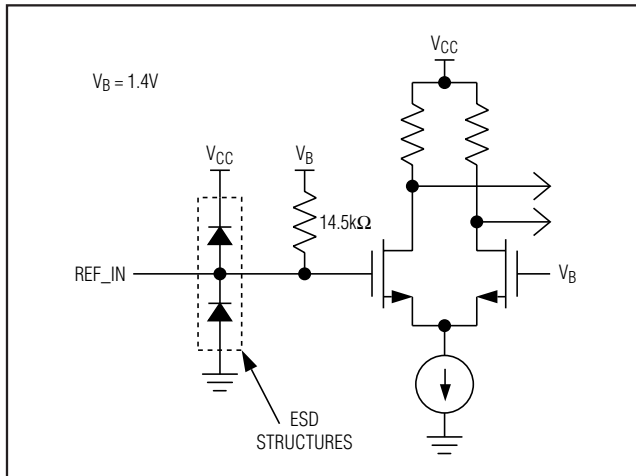 V_B = 1.4V
V_CC
V_CC
V_B
14.5kΩ
REF_IN
V_B
ESD
STRUCTURES